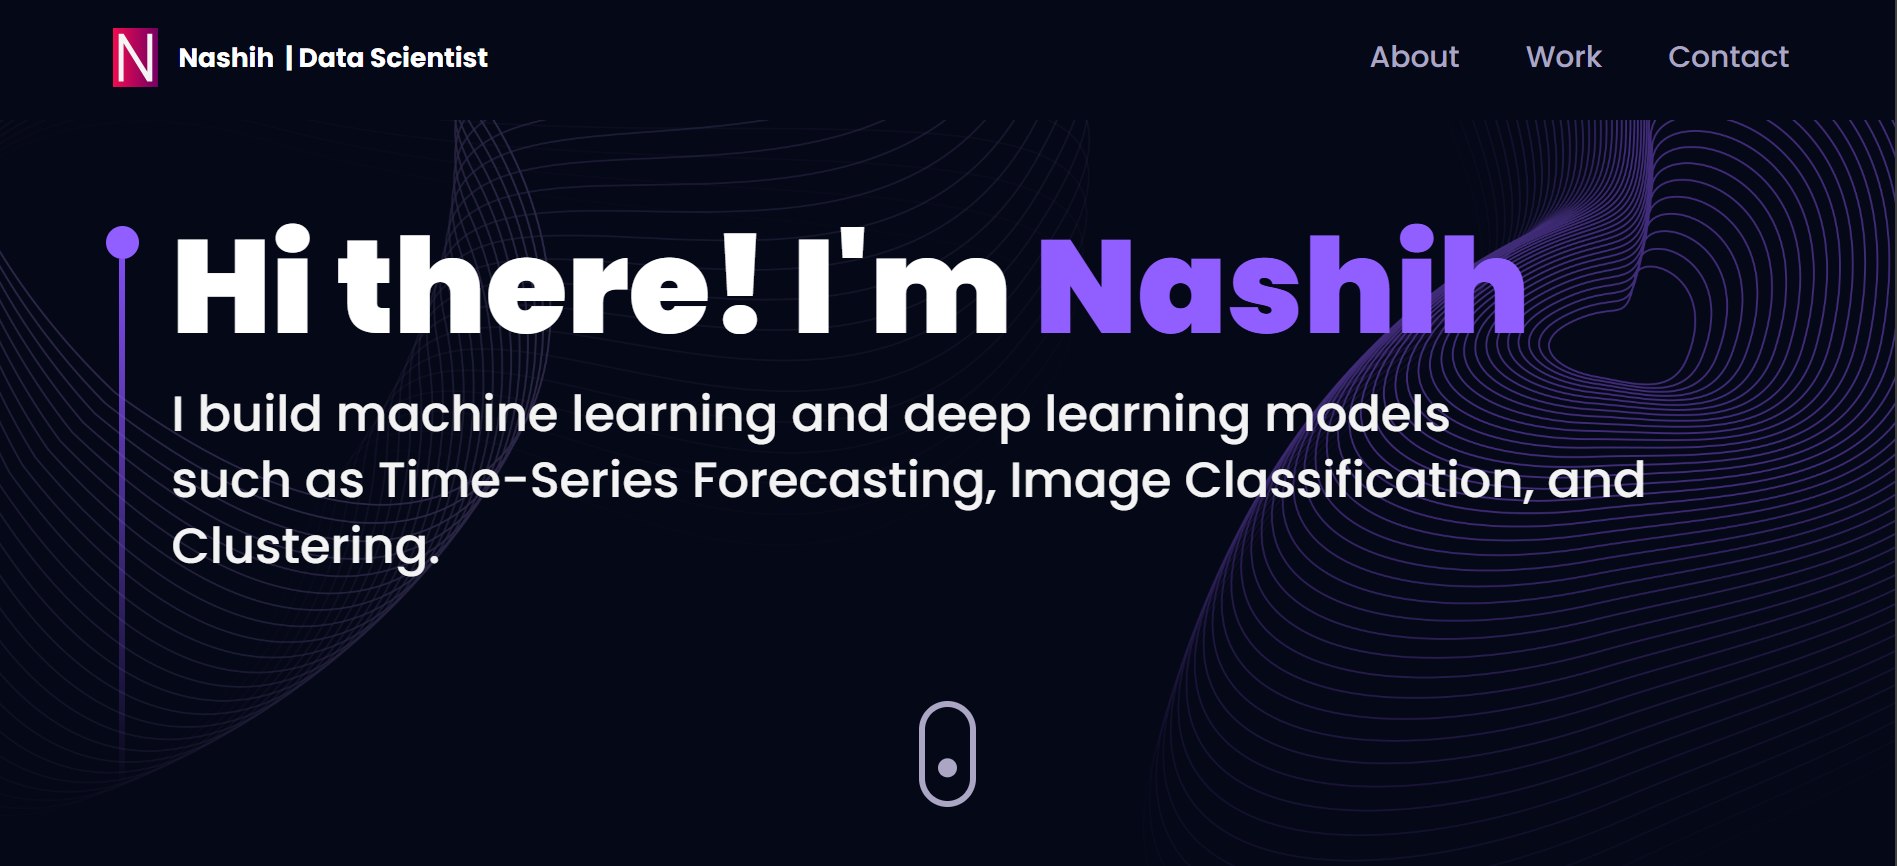 N
Nashih | Data Scientist
About
Work
Contact
Hi there! I'm Nashih
I build machine learning and deep learning models
such as Time-Series Forecasting, Image Classification, and
Clustering.